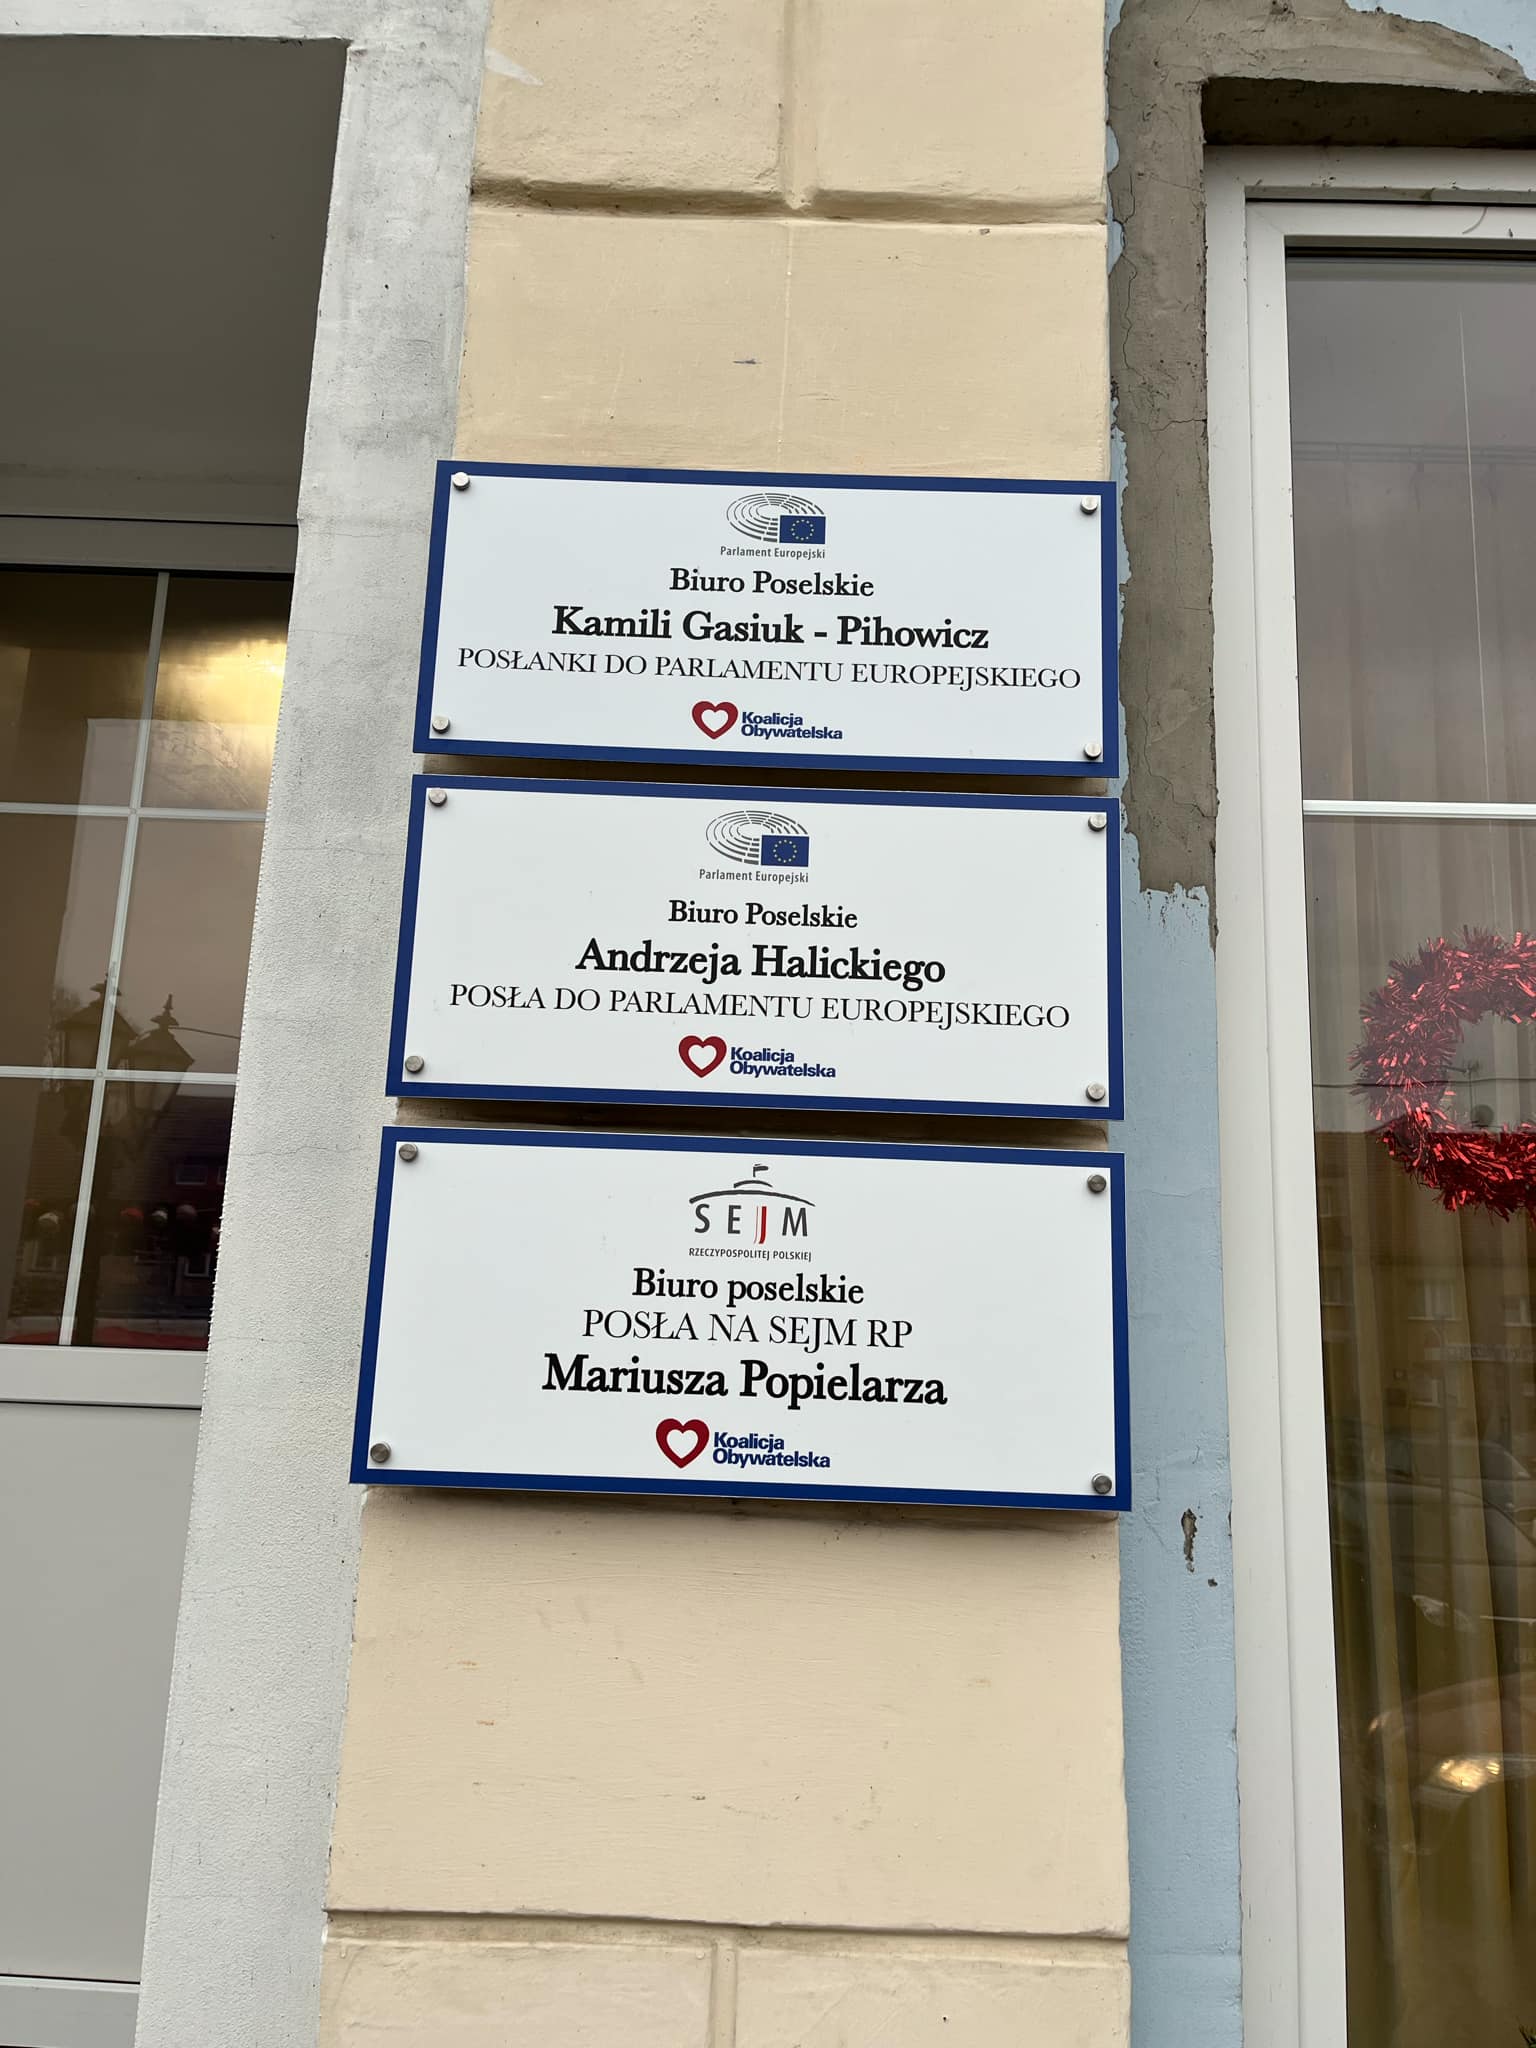 Parlament Europejski
Biuro Poselskie
Kamili Gasiuk - Pihowicz
POSŁANKI DO PARLAMENTU EUROPEJSKIEGO
Koalicja
Obywatelska
Parlament Europejski
Biuro Poselskie
Andrzeja Halickiego
POSŁA DO PARLAMENTU EUROPEJSKIEGO
Koalicja
Obywatelska
SEJM
RZECZYPOSPOLITEJ POLSKIEJ
Biuro poselskie
POSŁA NA SEJM RP
Mariusza Popielarza
Koalicja
Obywatelska